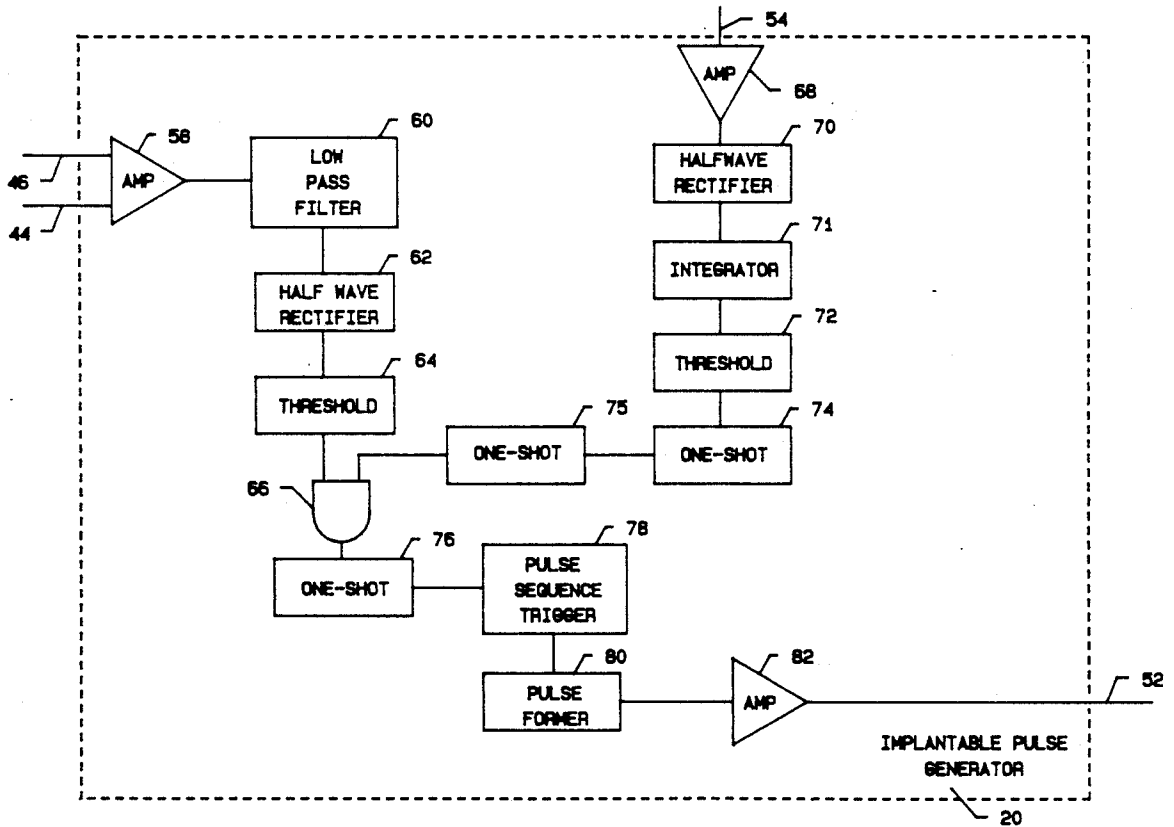 54
AMP
68
58
60
70
46
AMP
LOW
PASS
FILTER
HALFWAVE
RECTIFIER
44
71
62
INTEGRATOR
HALF WAVE
RECTIFIER
72
64
THRESHOLD
THRESHOLD
75
74
ONE-SHOT
ONE-SHOT
66
76
78
ONE-SHOT
PULSE
SEQUENCE
TRIGGER
80
82
PULSE
FORMER
AMP
52
IMPLANTABLE PULSE
GENERATOR
20